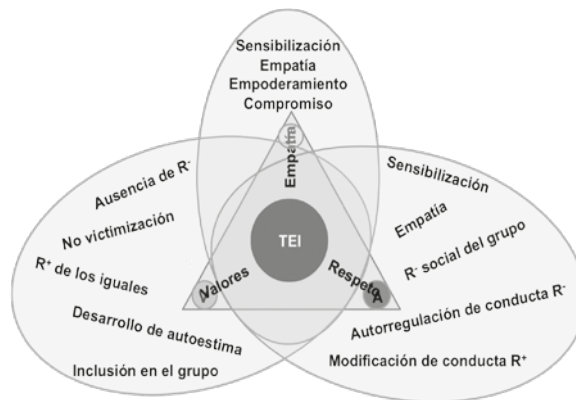 Sensibilización
Empatía
Empoderamiento
Compromiso
Empatía
Ausencia de R-
No victimización
R+ de los iguales
Desarrollo de autoestima
Inclusión en el grupo
Valores
TEI
Respeto
A
Sensibilización
Empatía
R- social del grupo
Autorregulación de conducta R-
Modificación de conducta R+